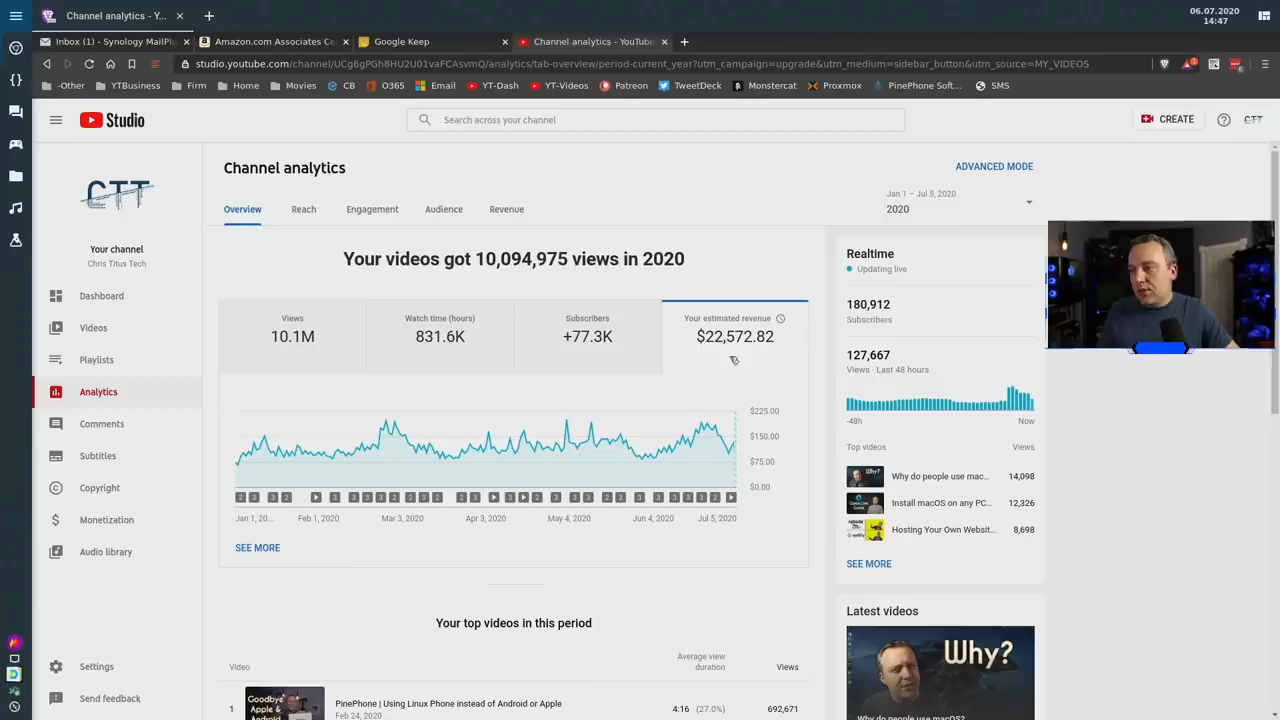 Channel analytics - Y...
06.07.2020
14:47
Inbox (1) - Synology MailPlu
Amazon.com Associates Ce
Google Keep
Channel analytics - YouTube
studio.youtube.com/channel/UCg6gPGh8HU2U01vaFCAsvmQ/analytics/tab-overview/period-current_year?utm_campaign=upgrade&utm_medium=sidebar_button&utm_source=MY_VIDEOS
-Other
YTBusiness
Firm
Home
Movies
CB
O365
Email
YT-Dash
YT-Videos
Patreon
TweetDeck
Monstercat
Proxmox
PinePhone Soft...
SMS
Studio
Search across your channel
CREATE
CTT
CTT
Your channel
Chris Titus Tech
Dashboard
Videos
Playlists
Analytics
Comments
Subtitles
Copyright
Monetization
Audio library
Settings
Send feedback
Channel analytics
ADVANCED MODE
Overview
Reach
Engagement
Audience
Revenue
Jan 1 – Jul 5, 2020
2020
Your videos got 10,094,975 views in 2020
Views
10.1M
Watch time (hours)
831.6K
Subscribers
+77.3K
Your estimated revenue
$22,572.82
$225.00
$150.00
$75.00
$0.00
Jan 1, 20...
Feb 1, 2020
Mar 3, 2020
Apr 3, 2020
May 4, 2020
Jun 4, 2020
Jul 5, 2020
SEE MORE
Your top videos in this period
Video
Average view
duration
Views
1
Goodbye
Apple &
Android
PinePhone | Using Linux Phone instead of Android or Apple
Feb 24, 2020
4:16 (27.0%)
692,671
Realtime
Updating live
180,912
Subscribers
127,667
Views · Last 48 hours
-48h
Now
Top videos
Views
Why?
Why do people use mac...
14,098
Install macOS on any PC...
12,326
Hosting Your Own Websit...
8,698
SEE MORE
Latest videos
Why?
Why do people use macOS?